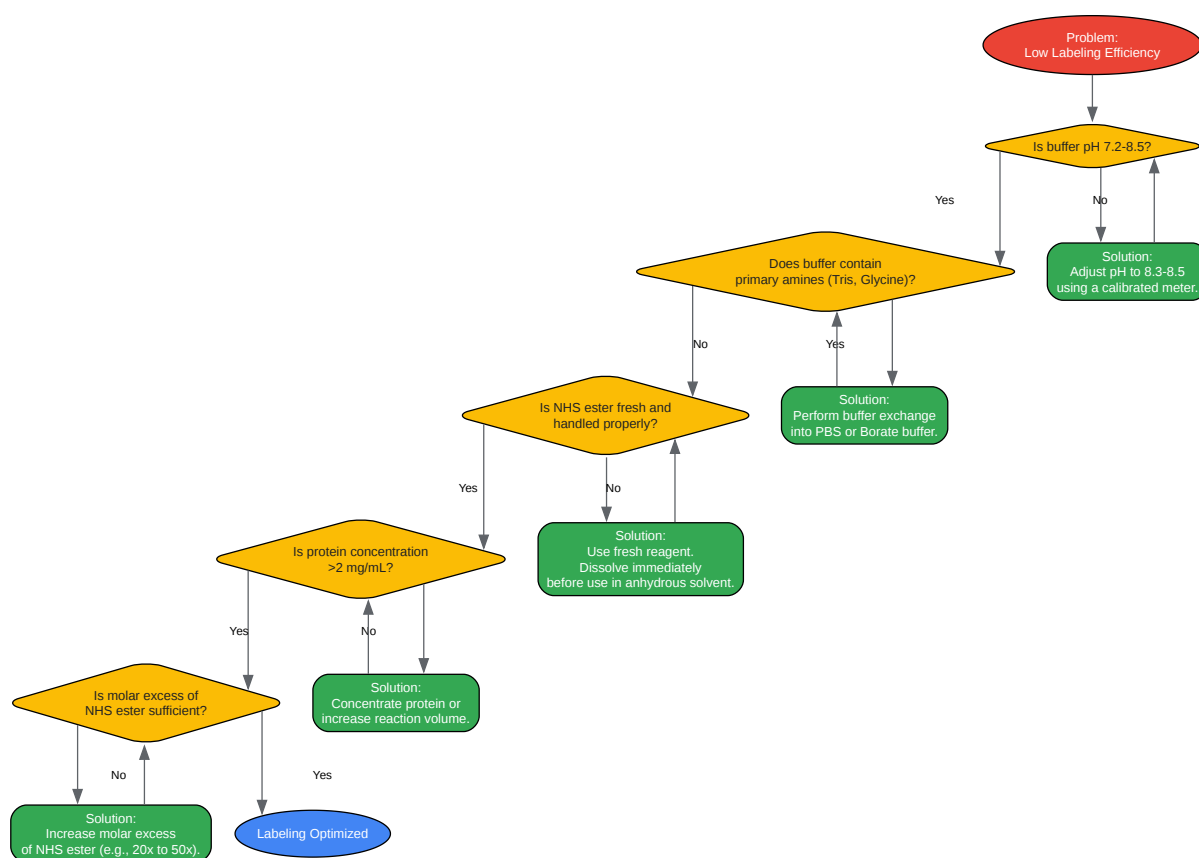 Problem:
Low Labeling Efficiency
Is buffer pH 7.2-8.5?
Yes
No
Does buffer contain
primary amines (Tris, Glycine)?
Solution:
Adjust pH to 8.3-8.5
using a calibrated meter.
No
Yes
Is NHS ester fresh and
handled properly?
Solution:
Perform buffer exchange
into PBS or Borate buffer.
Yes
No
Is protein concentration
>2 mg/mL?
Solution:
Use fresh reagent.
Dissolve immediately
before use in anhydrous solvent.
Yes
No
Is molar excess of
NHS ester sufficient?
Solution:
Concentrate protein or
increase reaction volume.
No
Yes
Solution:
Increase molar excess
of NHS ester (e.g., 20x to 50x).
Labeling Optimized